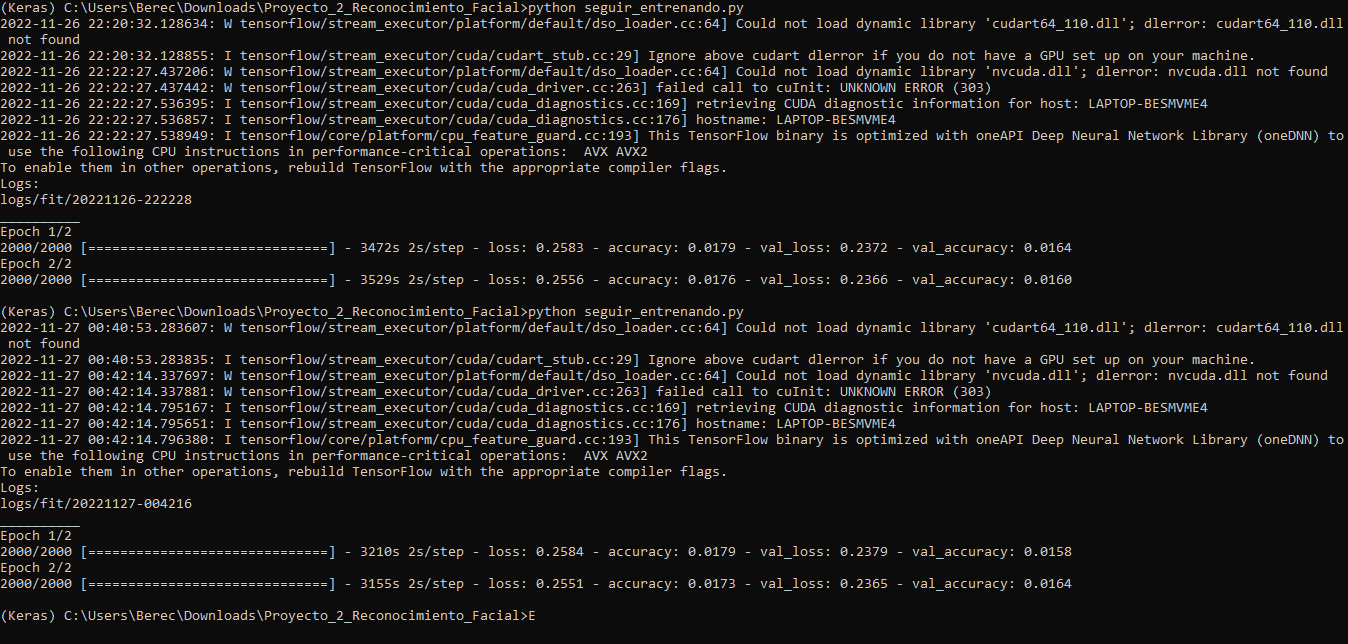 (Keras) C:\Users\Berec\Downloads\Proyecto_2_Reconocimiento_Facial>python seguir_entrenando.py
2022-11-26 22:20:32.128634: W tensorflow/stream_executor/platform/default/dso_loader.cc:64] Could not load dynamic library 'cudart64_110.dll'; dlerror: cudart64_110.dll
 not found
2022-11-26 22:20:32.128855: I tensorflow/stream_executor/cuda/cudart_stub.cc:29] Ignore above cudart dlerror if you do not have a GPU set up on your machine.
2022-11-26 22:22:27.437206: W tensorflow/stream_executor/platform/default/dso_loader.cc:64] Could not load dynamic library 'nvcuda.dll'; dlerror: nvcuda.dll not found
2022-11-26 22:22:27.437442: W tensorflow/stream_executor/cuda/cuda_driver.cc:263] failed call to cuInit: UNKNOWN ERROR (303)
2022-11-26 22:22:27.536395: I tensorflow/stream_executor/cuda/cuda_diagnostics.cc:169] retrieving CUDA diagnostic information for host: LAPTOP-BESMVME4
2022-11-26 22:22:27.536857: I tensorflow/stream_executor/cuda/cuda_diagnostics.cc:176] hostname: LAPTOP-BESMVME4
2022-11-26 22:22:27.538949: I tensorflow/core/platform/cpu_feature_guard.cc:193] This TensorFlow binary is optimized with oneAPI Deep Neural Network Library (oneDNN) to
 use the following CPU instructions in performance-critical operations:  AVX AVX2
To enable them in other operations, rebuild TensorFlow with the appropriate compiler flags.
Logs:
logs/fit/20221126-222228
__________
Epoch 1/2
2000/2000 [==============================] - 3472s 2s/step - loss: 0.2583 - accuracy: 0.0179 - val_loss: 0.2372 - val_accuracy: 0.0164
Epoch 2/2
2000/2000 [==============================] - 3529s 2s/step - loss: 0.2556 - accuracy: 0.0176 - val_loss: 0.2366 - val_accuracy: 0.0160
(Keras) C:\Users\Berec\Downloads\Proyecto_2_Reconocimiento_Facial>python seguir_entrenando.py
2022-11-27 00:40:53.283607: W tensorflow/stream_executor/platform/default/dso_loader.cc:64] Could not load dynamic library 'cudart64_110.dll'; dlerror: cudart64_110.dll
 not found
2022-11-27 00:40:53.283835: I tensorflow/stream_executor/cuda/cudart_stub.cc:29] Ignore above cudart dlerror if you do not have a GPU set up on your machine.
2022-11-27 00:42:14.337697: W tensorflow/stream_executor/platform/default/dso_loader.cc:64] Could not load dynamic library 'nvcuda.dll'; dlerror: nvcuda.dll not found
2022-11-27 00:42:14.337881: W tensorflow/stream_executor/cuda/cuda_driver.cc:263] failed call to cuInit: UNKNOWN ERROR (303)
2022-11-27 00:42:14.795167: I tensorflow/stream_executor/cuda/cuda_diagnostics.cc:169] retrieving CUDA diagnostic information for host: LAPTOP-BESMVME4
2022-11-27 00:42:14.795651: I tensorflow/stream_executor/cuda/cuda_diagnostics.cc:176] hostname: LAPTOP-BESMVME4
2022-11-27 00:42:14.796380: I tensorflow/core/platform/cpu_feature_guard.cc:193] This TensorFlow binary is optimized with oneAPI Deep Neural Network Library (oneDNN) to
 use the following CPU instructions in performance-critical operations:  AVX AVX2
To enable them in other operations, rebuild TensorFlow with the appropriate compiler flags.
Logs:
logs/fit/20221127-004216
__________
Epoch 1/2
2000/2000 [==============================] - 3210s 2s/step - loss: 0.2584 - accuracy: 0.0179 - val_loss: 0.2379 - val_accuracy: 0.0158
Epoch 2/2
2000/2000 [==============================] - 3155s 2s/step - loss: 0.2551 - accuracy: 0.0173 - val_loss: 0.2365 - val_accuracy: 0.0164
(Keras) C:\Users\Berec\Downloads\Proyecto_2_Reconocimiento_Facial>E